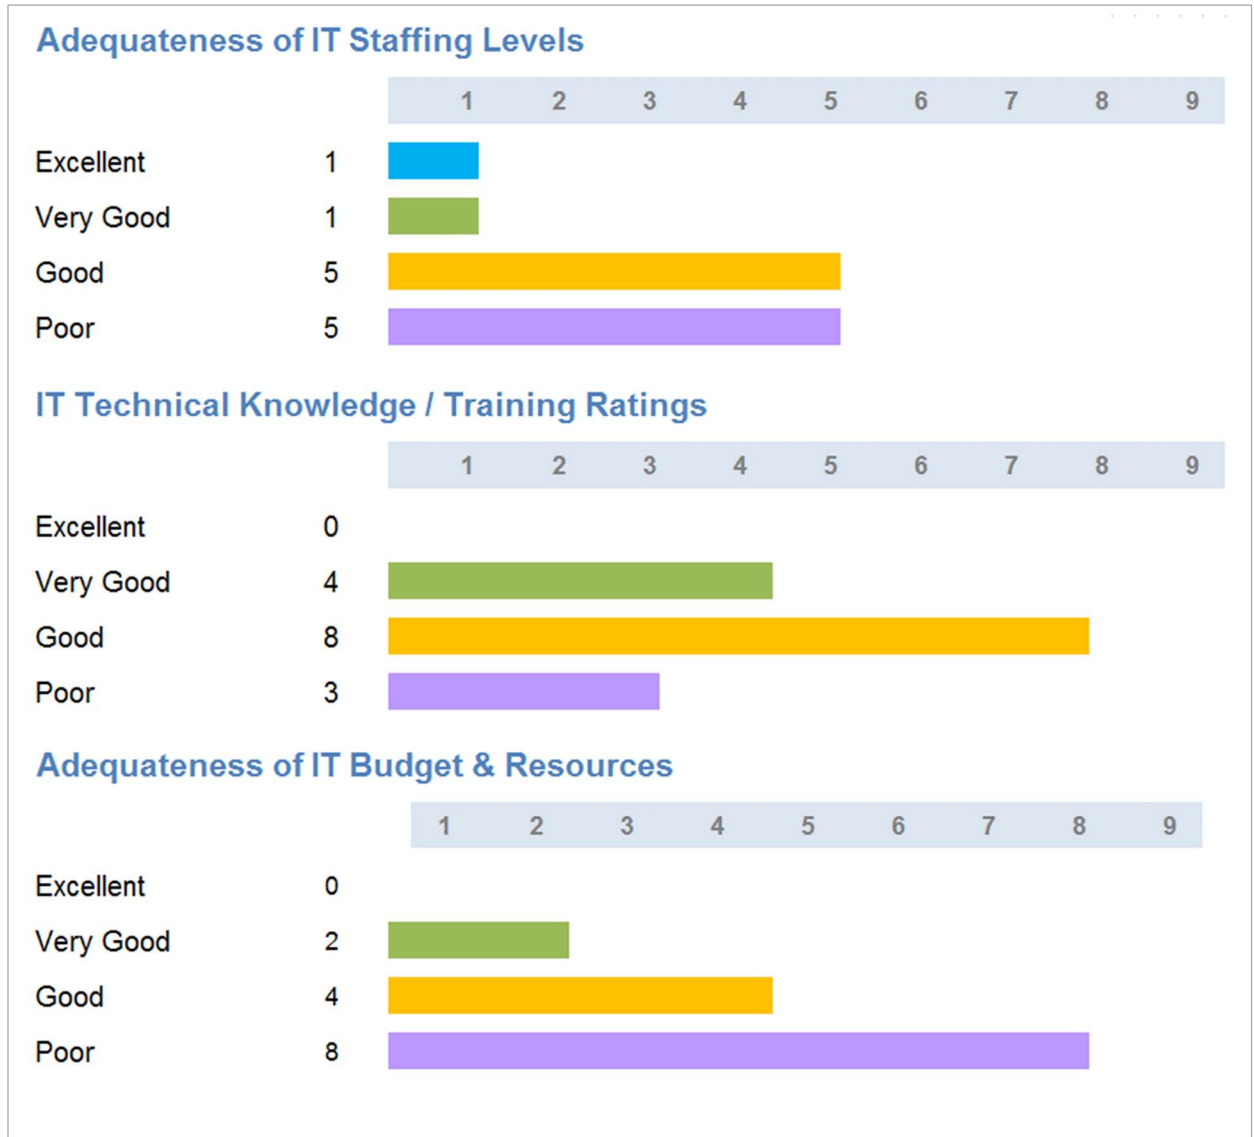 Adequateness of IT Staffing Levels
1 2 3 4 5 6 7 8 9
Excellent 1
Very Good 1
Good 5
Poor 5
IT Technical Knowledge / Training Ratings
1 2 3 4 5 6 7 8 9
Excellent 0
Very Good 4
Good 8
Poor 3
Adequateness of IT Budget & Resources
1 2 3 4 5 6 7 8 9
Excellent 0
Very Good 2
Good 4
Poor 8